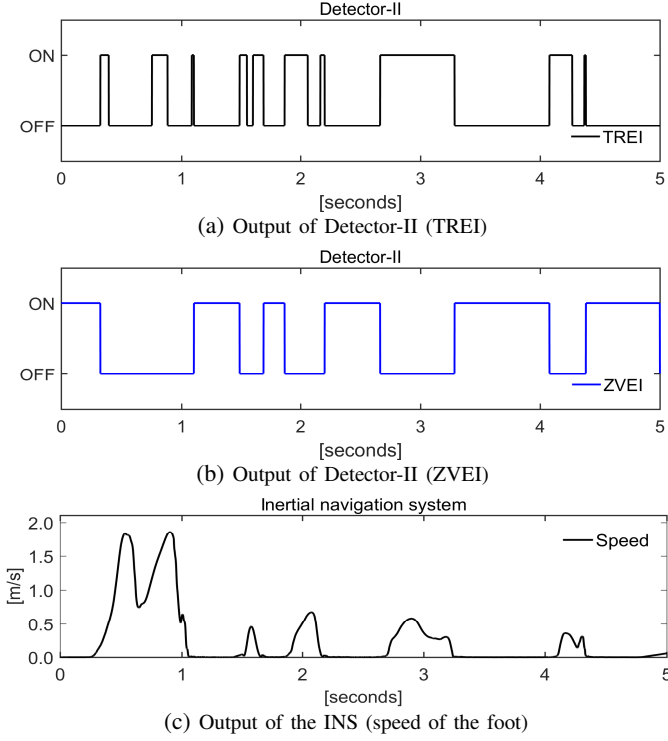 Detector-II
ON
OFF
TREI
0 1 2 3 4 5
[seconds]
(a) Output of Detector-II (TREI)
Detector-II
ON
OFF
ZVEI
0 1 2 3 4 5
[seconds]
(b) Output of Detector-II (ZVEI)
Inertial navigation system
2.0
1.5
1.0
0.5
0.0
[m/s]
Speed
0 1 2 3 4 5
[seconds]
(c) Output of the INS (speed of the foot)